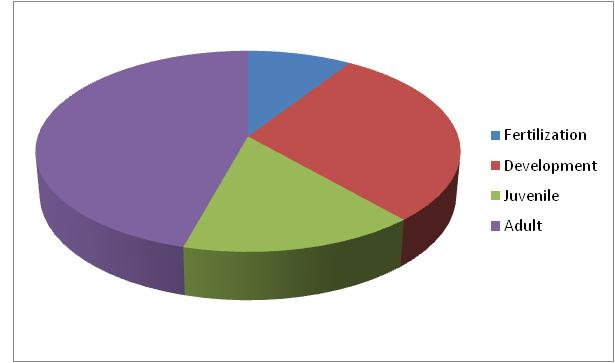 Fertilization
Development
Juvenile
Adult